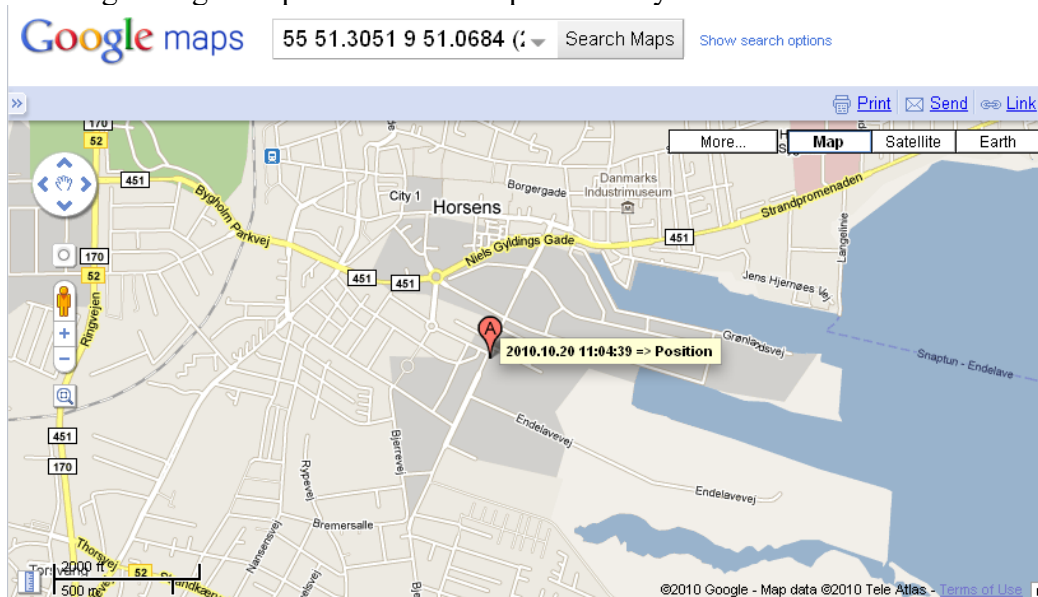 Google maps
55 51.3051 9 51.0684 (2
Search Maps
Show search options
»
Print
Send
Link
170
52
More...
Map
Satellite
Earth
451
Bygholm Parkvej
City 1
Horsens
Borgergade
Danmarks
Industrimuseum
Strandpromenaden
Niels Gyldings Gade
451
Langelinie
170
52
451
451
Jens Hjernøes Vej
Ringvejen
Grønlandsvej
2010.10.20 11:04:39 => Position
A
Snaptun - Endelave
Endelavevej
451
Bjerrevej
170
Rypevej
Endelavevej
Bremersalle
Nansensvej
Thorsvej
2000 ft
52
500 m
©2010 Google - Map data ©2010 Tele Atlas - Terms of Use